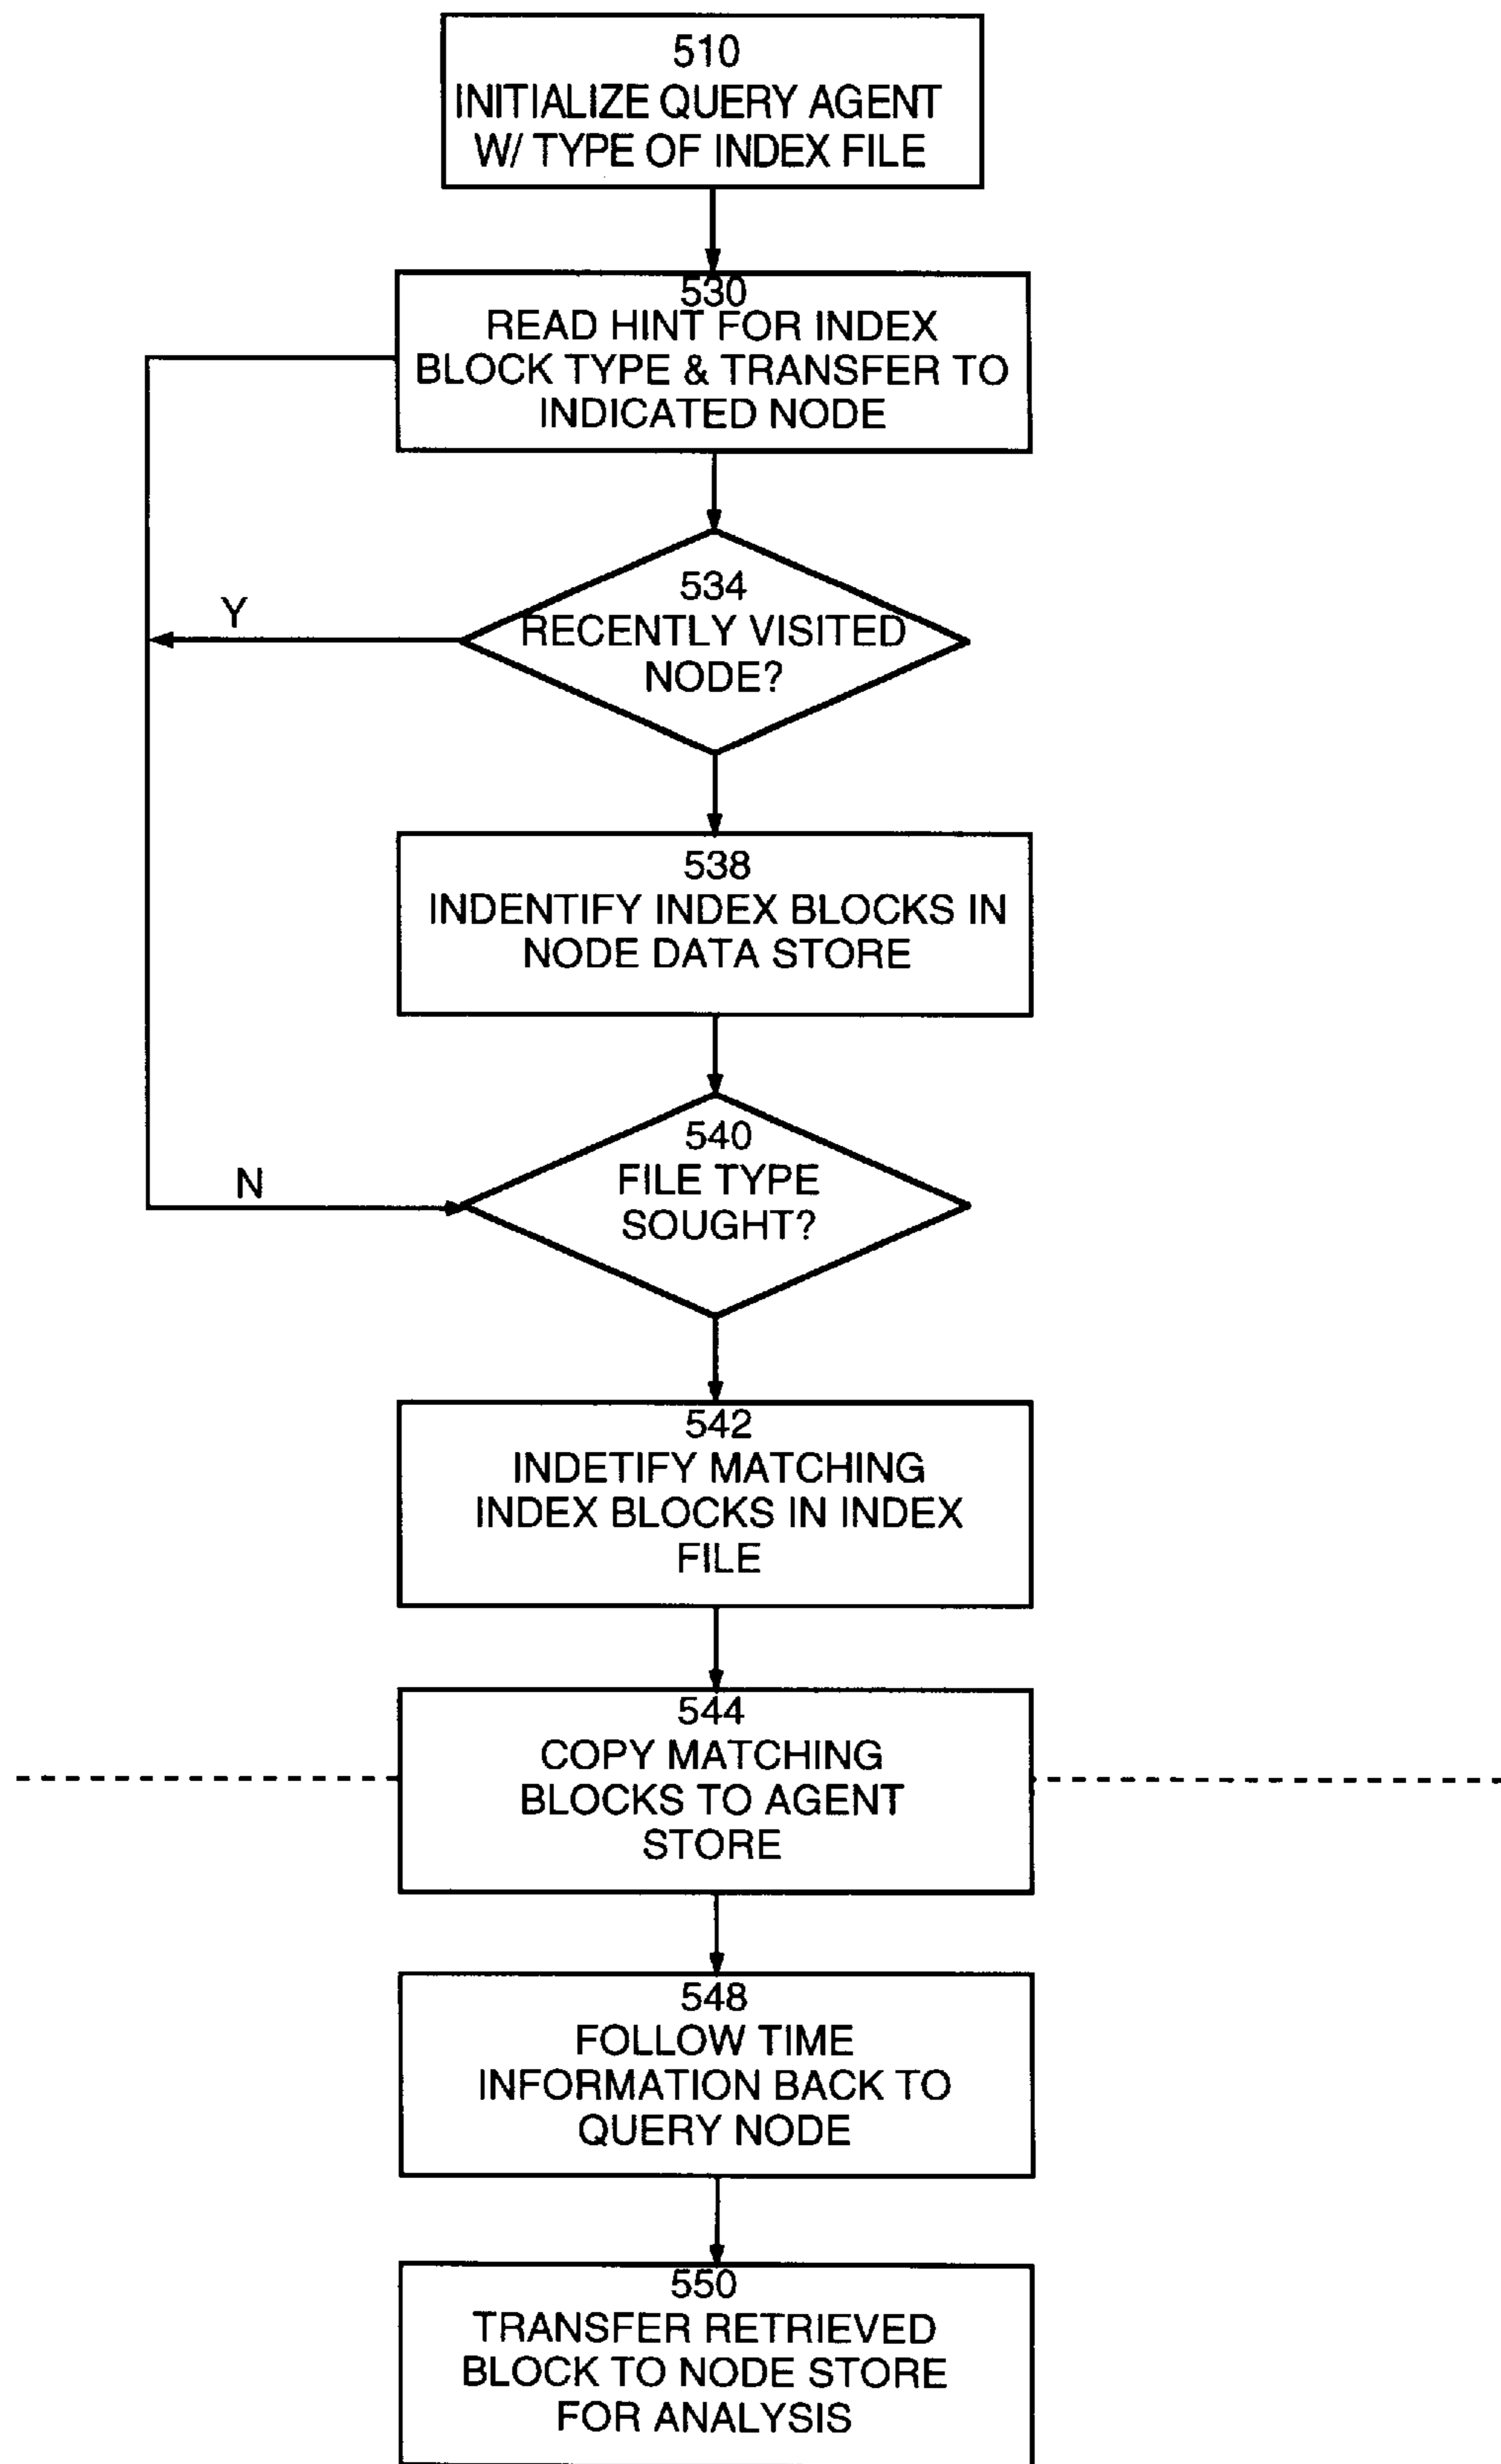 510
INITIALIZE QUERY AGENT
W/ TYPE OF INDEX FILE
530
READ HINT FOR INDEX
BLOCK TYPE & TRANSFER TO
INDICATED NODE
534
RECENTLY VISITED
NODE?
Y
538
INDENTIFY INDEX BLOCKS IN
NODE DATA STORE
540
FILE TYPE
SOUGHT?
N
542
INDETIFY MATCHING
INDEX BLOCKS IN INDEX
FILE
544
COPY MATCHING
BLOCKS TO AGENT
STORE
548
FOLLOW TIME
INFORMATION BACK TO
QUERY NODE
550
TRANSFER RETRIEVED
BLOCK TO NODE STORE
FOR ANALYSIS